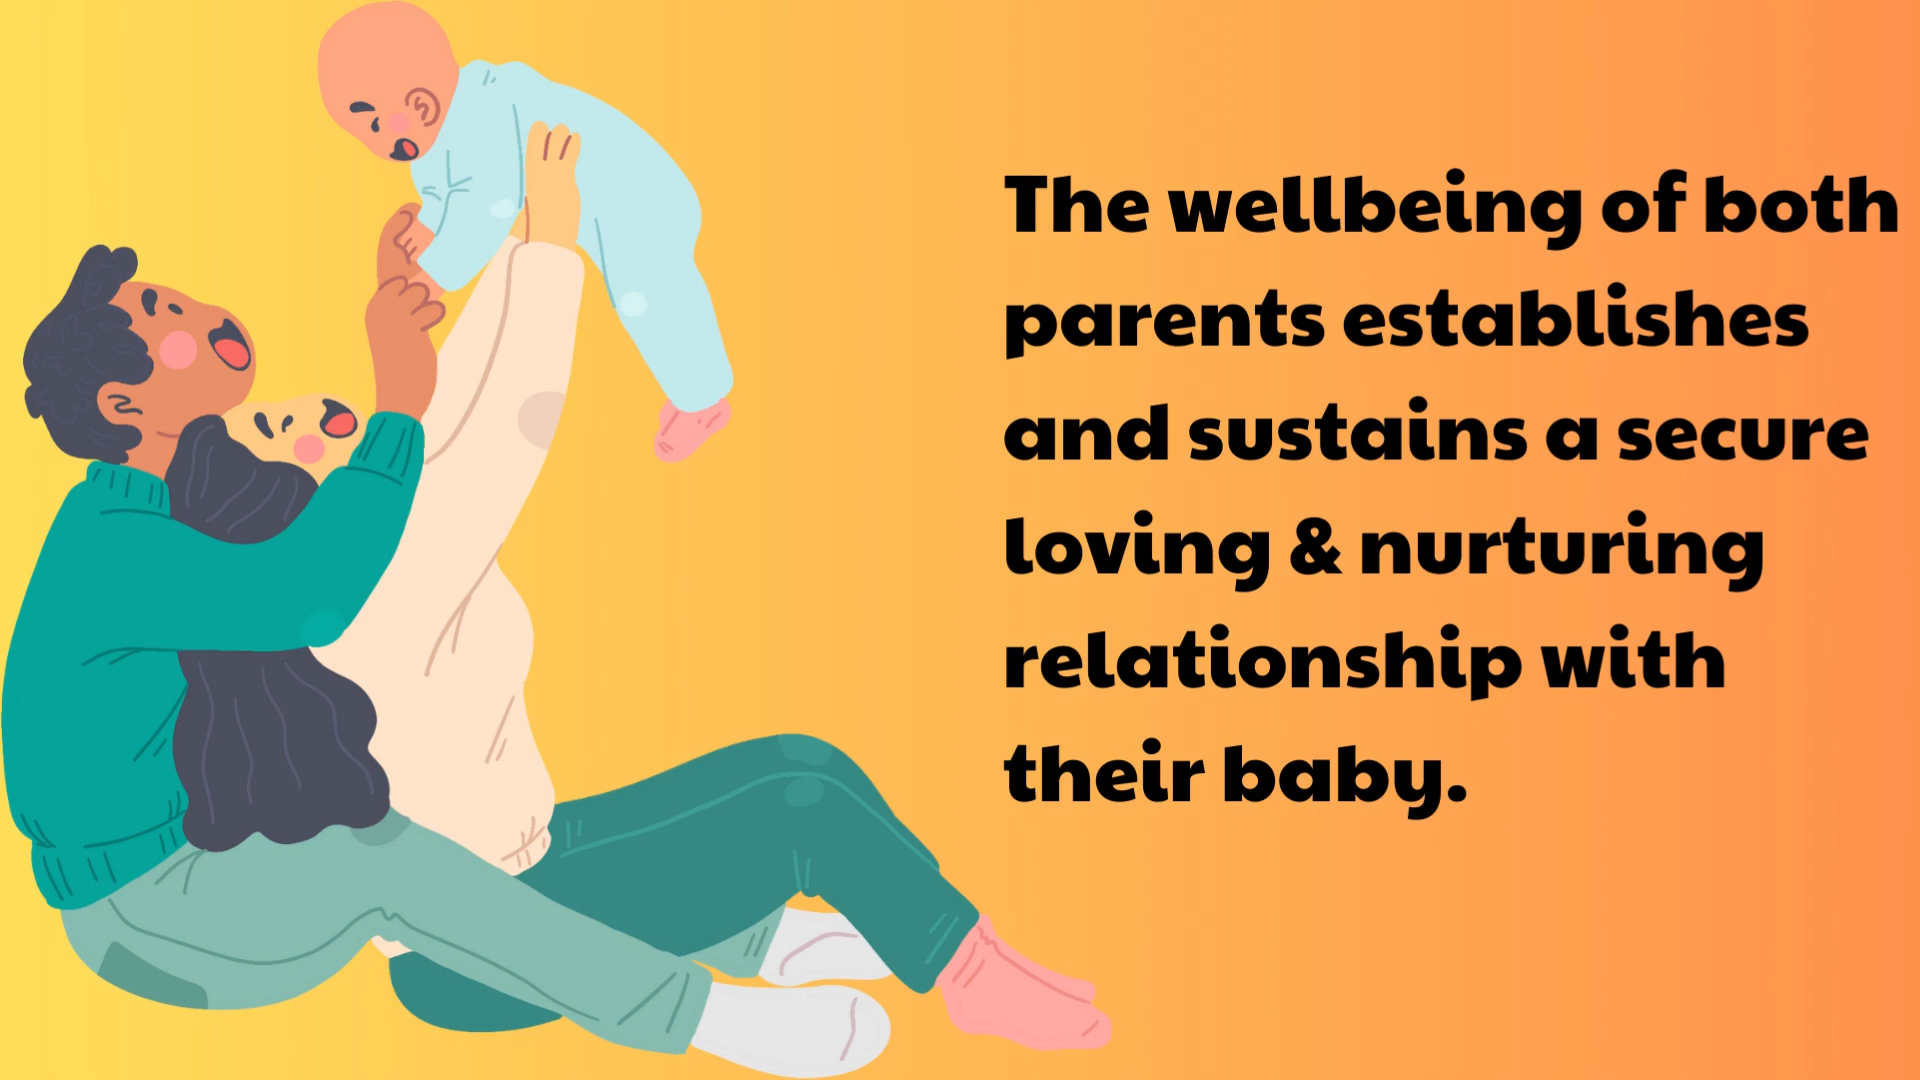 The wellbeing of both
parents establishes
and sustains a secure
loving & nurturing
relationship with
their baby.